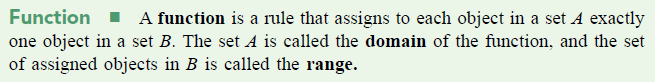 Function ■ A function is a rule that assigns to each object in a set A exactly
one object in a set B. The set A is called the domain of the function, and the set
of assigned objects in B is called the range.